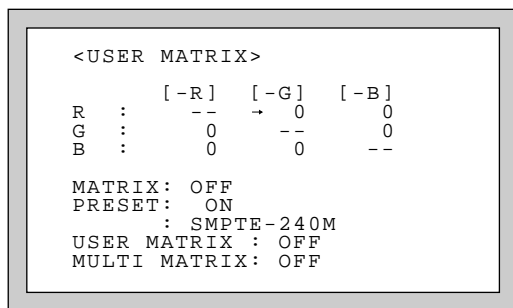 <USER MATRIX>
[-R] [-G] [-B]
R : -- → 0 0
G : 0 -- 0
B : 0 0 --
MATRIX: OFF
PRESET: ON
: SMPTE-240M
USER MATRIX : OFF
MULTI MATRIX: OFF